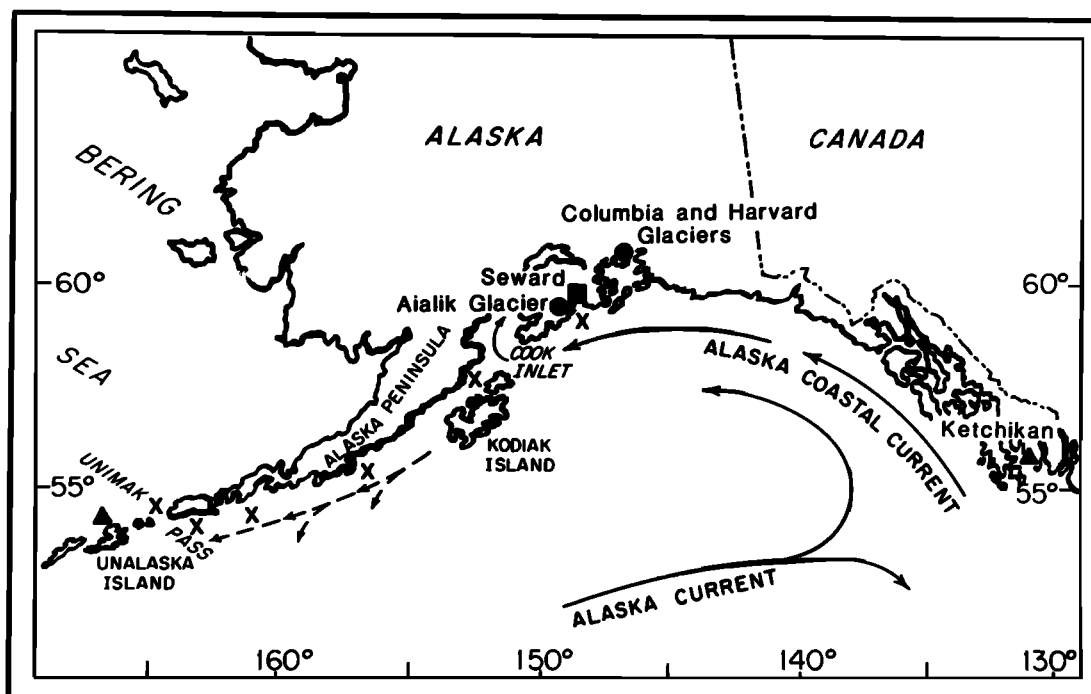 ALASKA
CANADA
BERING
SEA
Columbia and Harvard
Glaciers
Seward
Aialik Glacier
60°
60°
COOK
INLET
ALASKA PENINSULA
ALASKA COASTAL CURRENT
KODIAK
ISLAND
Ketchikan
55°
55°
UNIMAK
PASS
UNALASKA
ISLAND
ALASKA CURRENT
X
X
X
X
X
X
160°
150°
140°
130°